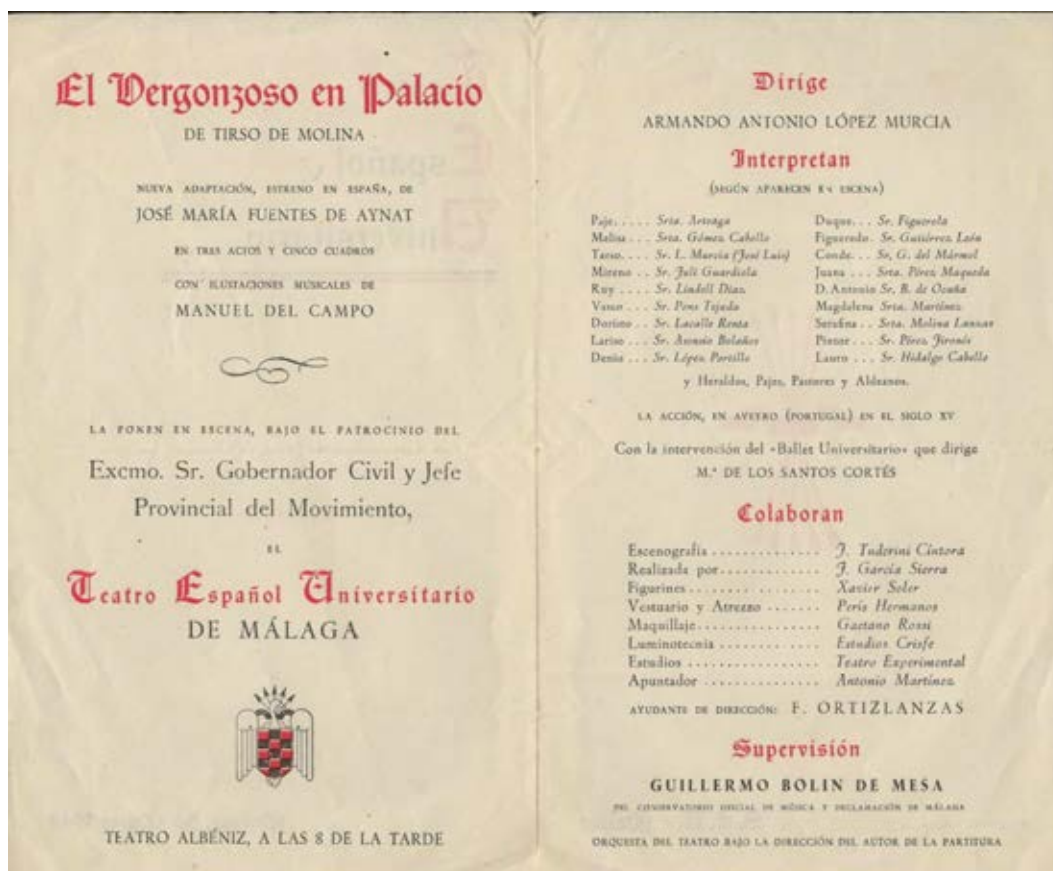 El Vergonzoso en Palacio
DE TIRSO DE MOLINA
NUEVA ADAPTACIÓN, ESTRENO EN ESPAÑA, DE
JOSÉ MARÍA FUENTES DE AYNAT
EN TRES ACTOS Y CINCO CUADROS
CON ILUSTACIONES MUSICALES DE
MANUEL DEL CAMPO
LA PONEN EN ESCENA, BAJO EL PATROCINIO DEL
Excmo. Sr. Gobernador Civil y Jefe
Provincial del Movimiento,
EL
Teatro Español Universitario
DE MÁLAGA
TEATRO ALBÉNIZ, A LAS 8 DE LA TARDE
Dirige
ARMANDO ANTONIO LÓPEZ MURCIA
Interpretan
(SEGÚN APARECEN EN ESCENA)
Paje..... Srta. Arteaga
Melisa... Srta. Gómez Cabello
Tarso.... Sr. L. Murcia (José Luis)
Mireno .. Sr. Juli Guardiola
Ruy .... Sr. Lindell Díaz
Vasco ... Sr. Pons Tejada
Doristo .. Sr. Lacalle Renta
Lariso .. Sr. Asensio Bolaños
Denio ... Sr. López Portillo
Duque... Sr. Figuerola
Figueredo. Sr. Gutiérrez León
Conde... Sr. G. del Mármol
Juana ... Srta. Pérez Maqueda
D. Antonio Sr. B. de Ocaña
Magdalena Srta. Martínez
Serafina.. Srta. Molina
Pintor... Sr. Pérez Jironés
Lauro ... Sr. Hidalgo Cabello
y Heraldos, Pajes, Pastores y Aldeanos.
LA ACCIÓN, EN AVEYRO (PORTUGAL) EN EL SIGLO XV
Con la intervención del «Ballet Universitario» que dirige
M.ª DE LOS SANTOS CORTÉS
Colaboran
Escenografía .............. J. Tuderini Cíntora
Realizada por............. J. García Sierra
Figurines................. Xavier Soler
Vestuario y Atrezzo ....... Peris Hermanos
Maquillaje................ Gaetano Rossi
Luminotecnia ............. Estudios Crisfe
Estudios ................. Teatro Experimental
Apuntador ............... Antonio Martínez
AYUDANTE DE DIRECCIÓN: F. ORTIZLANZAS
Supervisión
GUILLERMO BOLIN DE MESA
DEL CONSERVATORIO OFICIAL DE MÚSICA Y DECLAMACIÓN DE MÁLAGA
ORQUESTA DEL TEATRO BAJO LA DIRECCIÓN DEL AUTOR DE LA PARTITURA